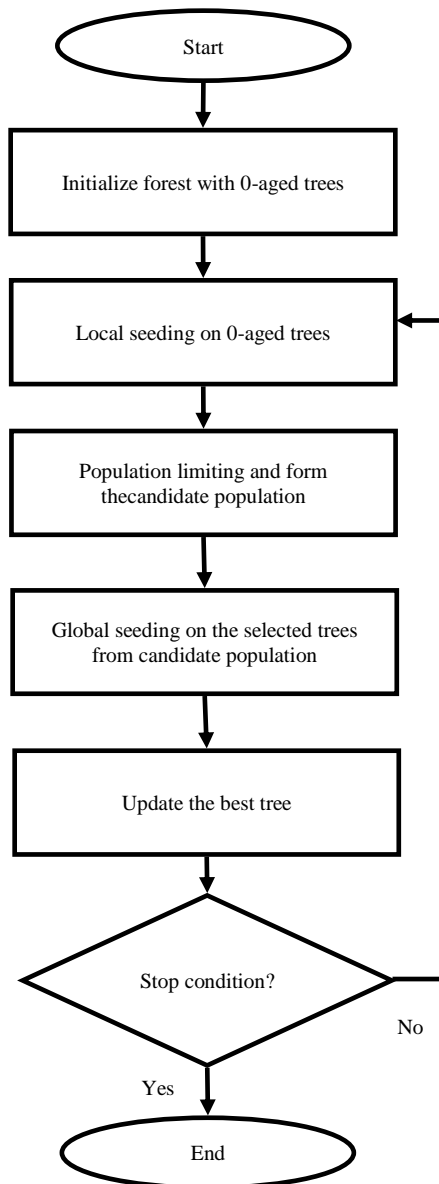 Start
Initialize forest with 0-aged trees
Local seeding on 0-aged trees
Population limiting and form
thecandidate population
Global seeding on the selected trees
from candidate population
Update the best tree
Stop condition?
No
Yes
End